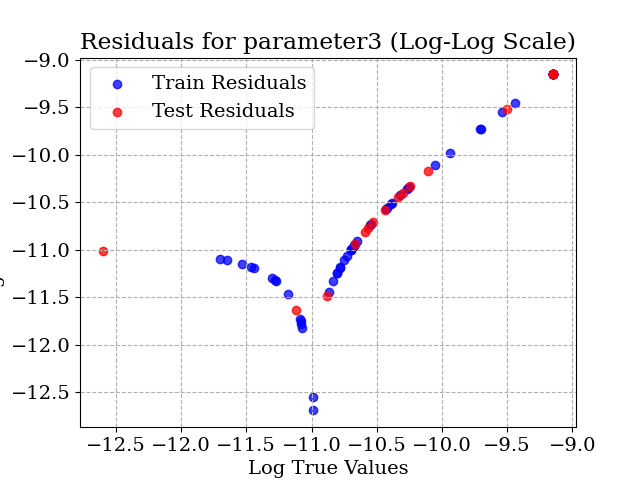 Residuals for parameter3 (Log-Log Scale)
−9.0
−9.5
−10.0
−10.5
−11.0
−11.5
−12.0
−12.5
Train Residuals
Test Residuals
−12.5 −12.0 −11.5 −11.0 −10.5 −10.0 −9.5 −9.0
Log True Values